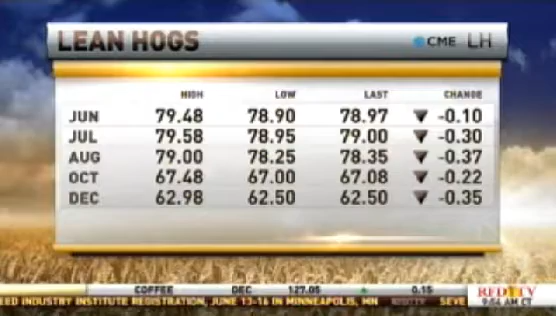 LEAN HOGS CME LH
HIGH LOW LAST CHANGE
JUN 79.48 78.90 78.97 ▼ -0.10
JUL 79.58 78.95 79.00 ▼ -0.30
AUG 79.00 78.25 78.35 ▼ -0.37
OCT 67.48 67.00 67.08 ▼ -0.22
DEC 62.98 62.50 62.50 ▼ -0.35
COFFEE DEC 127.05 ▲ 0.15
EED INDUSTRY INSTITUTE REGISTRATION, JUNE 13-16 IN MINNEAPOLIS, MN RFDTV SEVE
RFD TV
9:54 AM CT